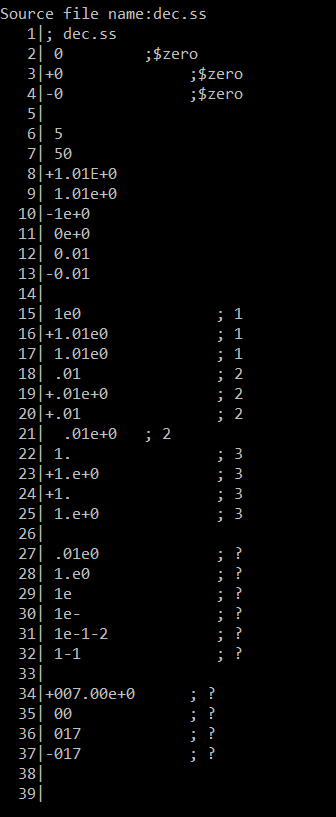 Source file name:dec.ss
   1|; dec.ss
   2| 0          ;$zero
   3|+0               ;$zero
   4|-0               ;$zero
   5|
   6| 5
   7| 50
   8|+1.01E+0
   9| 1.01e+0
  10|-1e+0
  11| 0e+0
  12| 0.01
  13|-0.01
  14|
  15| 1e0                ; 1
  16|+1.01e0             ; 1
  17| 1.01e0             ; 1
  18| .01                ; 2
  19|+.01e+0             ; 2
  20|+.01                ; 2
  21|  .01e+0   ; 2
  22| 1.                 ; 3
  23|+1.e+0              ; 3
  24|+1.                 ; 3
  25| 1.e+0              ; 3
  26|
  27| .01e0              ; ?
  28| 1.e0               ; ?
  29| 1e                 ; ?
  30| 1e-                ; ?
  31| 1e-1-2             ; ?
  32| 1-1                ; ?
  33|
  34|+007.00e+0       ; ?
  35| 00              ; ?
  36| 017             ; ?
  37|-017             ; ?
  38|
  39|